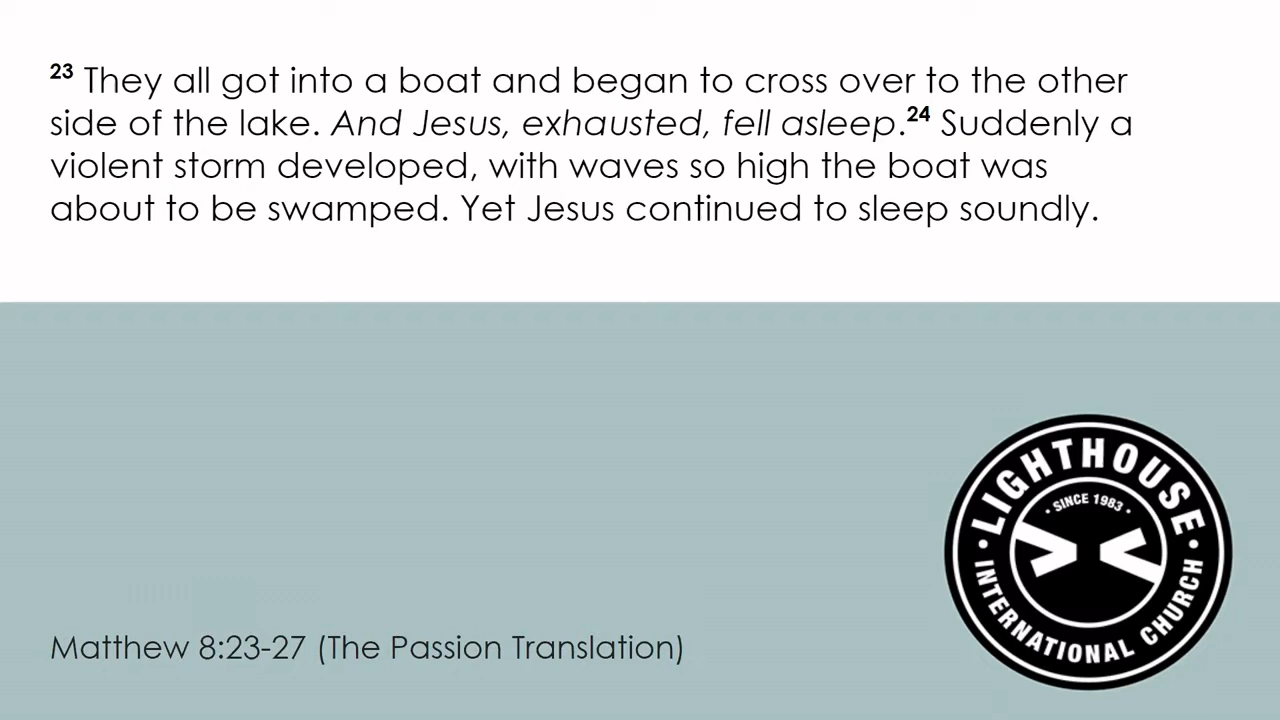 23 They all got into a boat and began to cross over to the other
side of the lake. And Jesus, exhausted, fell asleep.24 Suddenly a
violent storm developed, with waves so high the boat was
about to be swamped. Yet Jesus continued to sleep soundly.
LIGHTHOUSE
• SINCE 1983 •
• INTERNATIONAL CHURCH •
Matthew 8:23-27 (The Passion Translation)